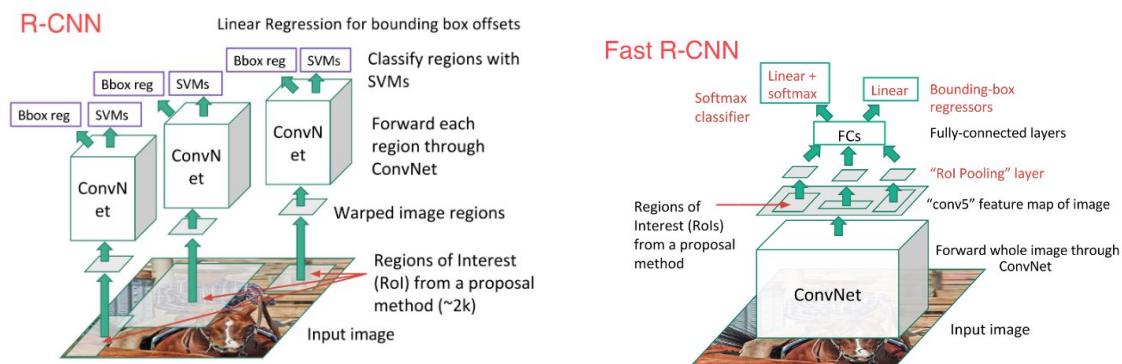 R-CNN
Linear Regression for bounding box offsets
Bbox reg
SVMs
Classify regions with
SVMs
Bbox reg
SVMs
Bbox reg
SVMs
ConvN
et
ConvN
et
ConvN
et
Forward each
region through
ConvNet
Warped image regions
Regions of Interest
(RoI) from a proposal
method (~2k)
Input image
Fast R-CNN
Softmax
classifier
Linear +
softmax
Linear
Bounding-box
regressors
FCs
Fully-connected layers
"RoI Pooling" layer
Regions of
Interest (RoIs)
from a proposal
method
"conv5" feature map of image
Forward whole image through
ConvNet
ConvNet
Input image